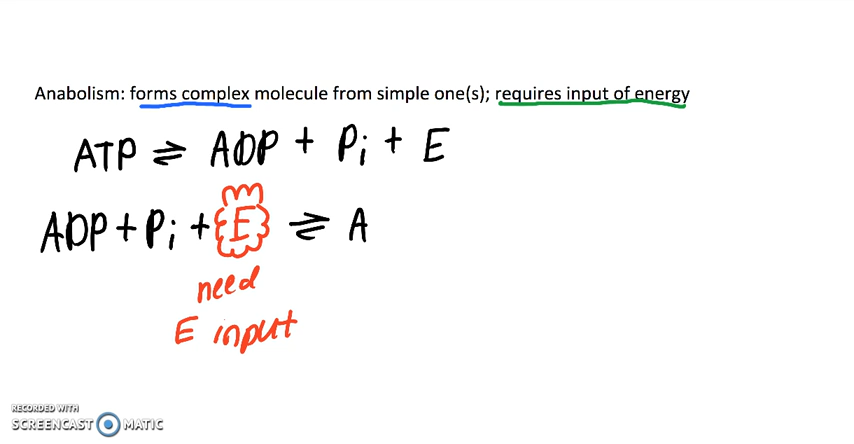 Anabolism: forms complex molecule from simple one(s); requires input of energy
ATP ⇌ ADP + Pi + E
ADP + Pi + E ⇌ A
need
E input
RECORDED WITH
SCREENCAST MATIC